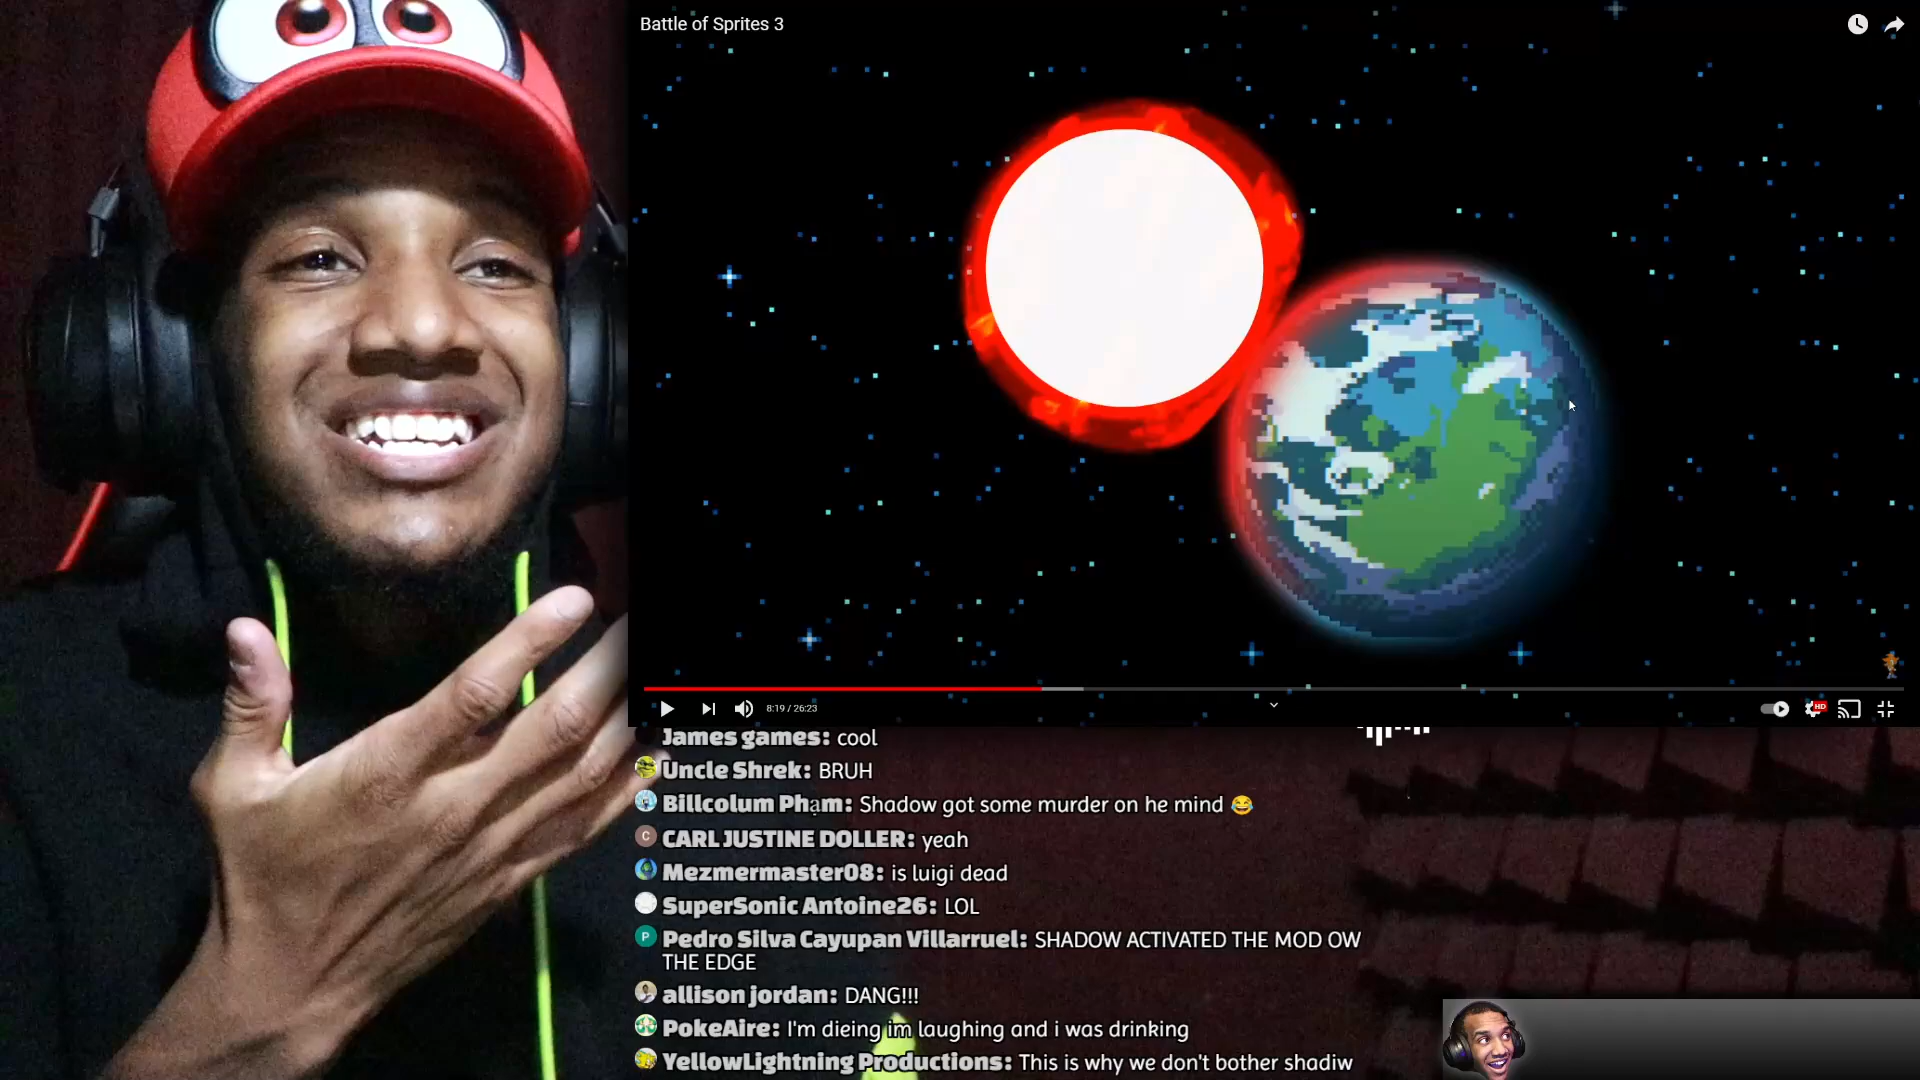 Battle of Sprites 3
8:19 / 26:23
HD
James games: cool
Uncle Shrek: BRUH
Billcolum Phạm: Shadow got some murder on he mind 😂
C CARL JUSTINE DOLLER: yeah
Mezmermaster08: is luigi dead
SuperSonic Antoine26: LOL
P Pedro Silva Cayupan Villarruel: SHADOW ACTIVATED THE MOD OW
THE EDGE
allison jordan: DANG!!!
PokeAire: I'm dieing im laughing and i was drinking
YellowLightning Productions: This is why we don't bother shadiw